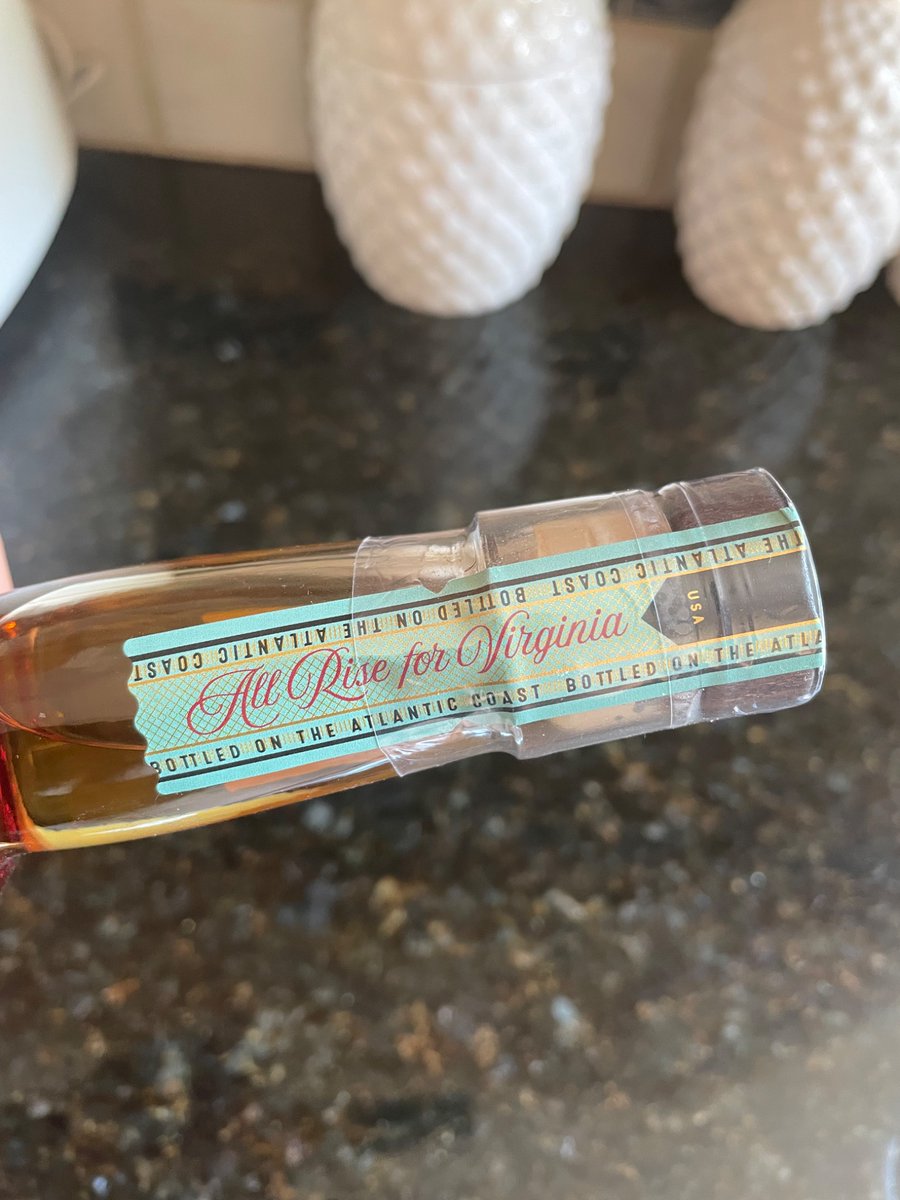 THE ATLANTIC COAST BOTTLED ON THE ATLANTIC COAST
All Rise for Virginia
USA
BOTTLED ON THE ATLANTIC COAST BOTTLED ON THE ATLA